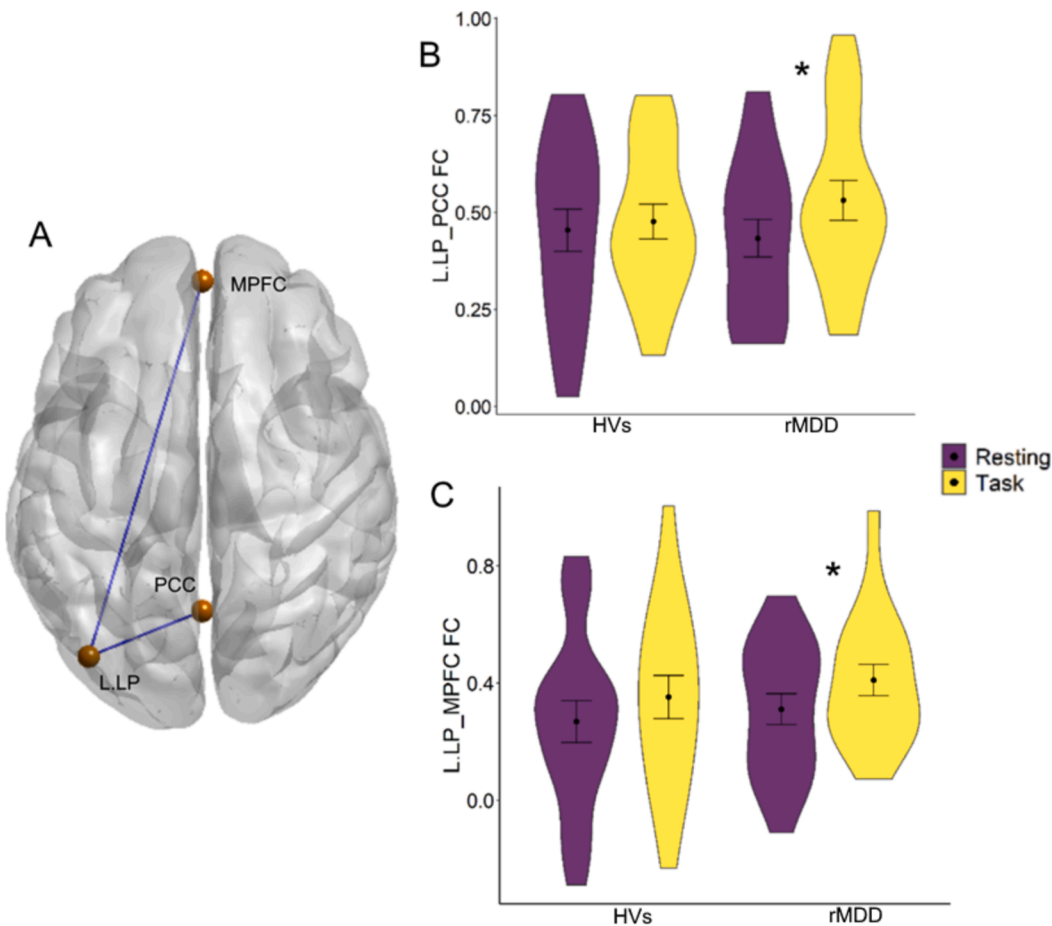 A
MPFC
PCC
L.LP
B
L.LP_PCC FC
1.00
0.75
0.50
0.25
0.00
*
HVs
rMDD
Resting
Task
C
L.LP_MPFC FC
0.8
0.4
0.0
*
HVs
rMDD